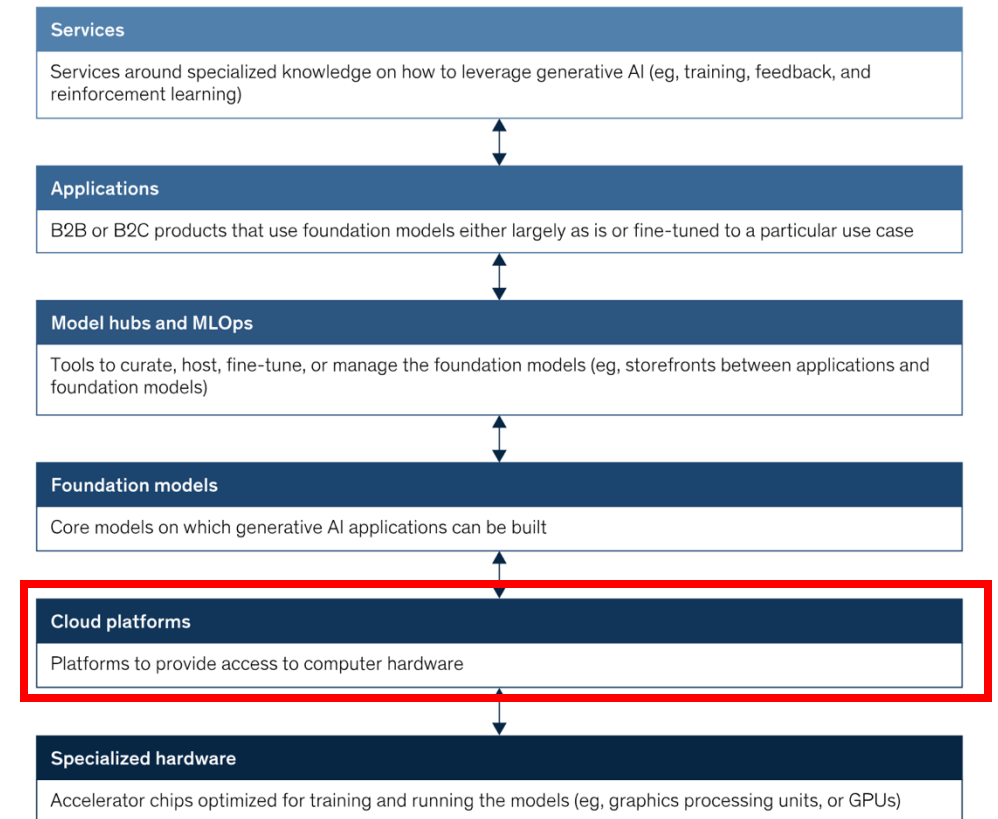 Services
Services around specialized knowledge on how to leverage generative AI (eg, training, feedback, and
reinforcement learning)
Applications
B2B or B2C products that use foundation models either largely as is or fine-tuned to a particular use case
Model hubs and MLOps
Tools to curate, host, fine-tune, or manage the foundation models (eg, storefronts between applications and
foundation models)
Foundation models
Core models on which generative AI applications can be built
Cloud platforms
Platforms to provide access to computer hardware
Specialized hardware
Accelerator chips optimized for training and running the models (eg, graphics processing units, or GPUs)